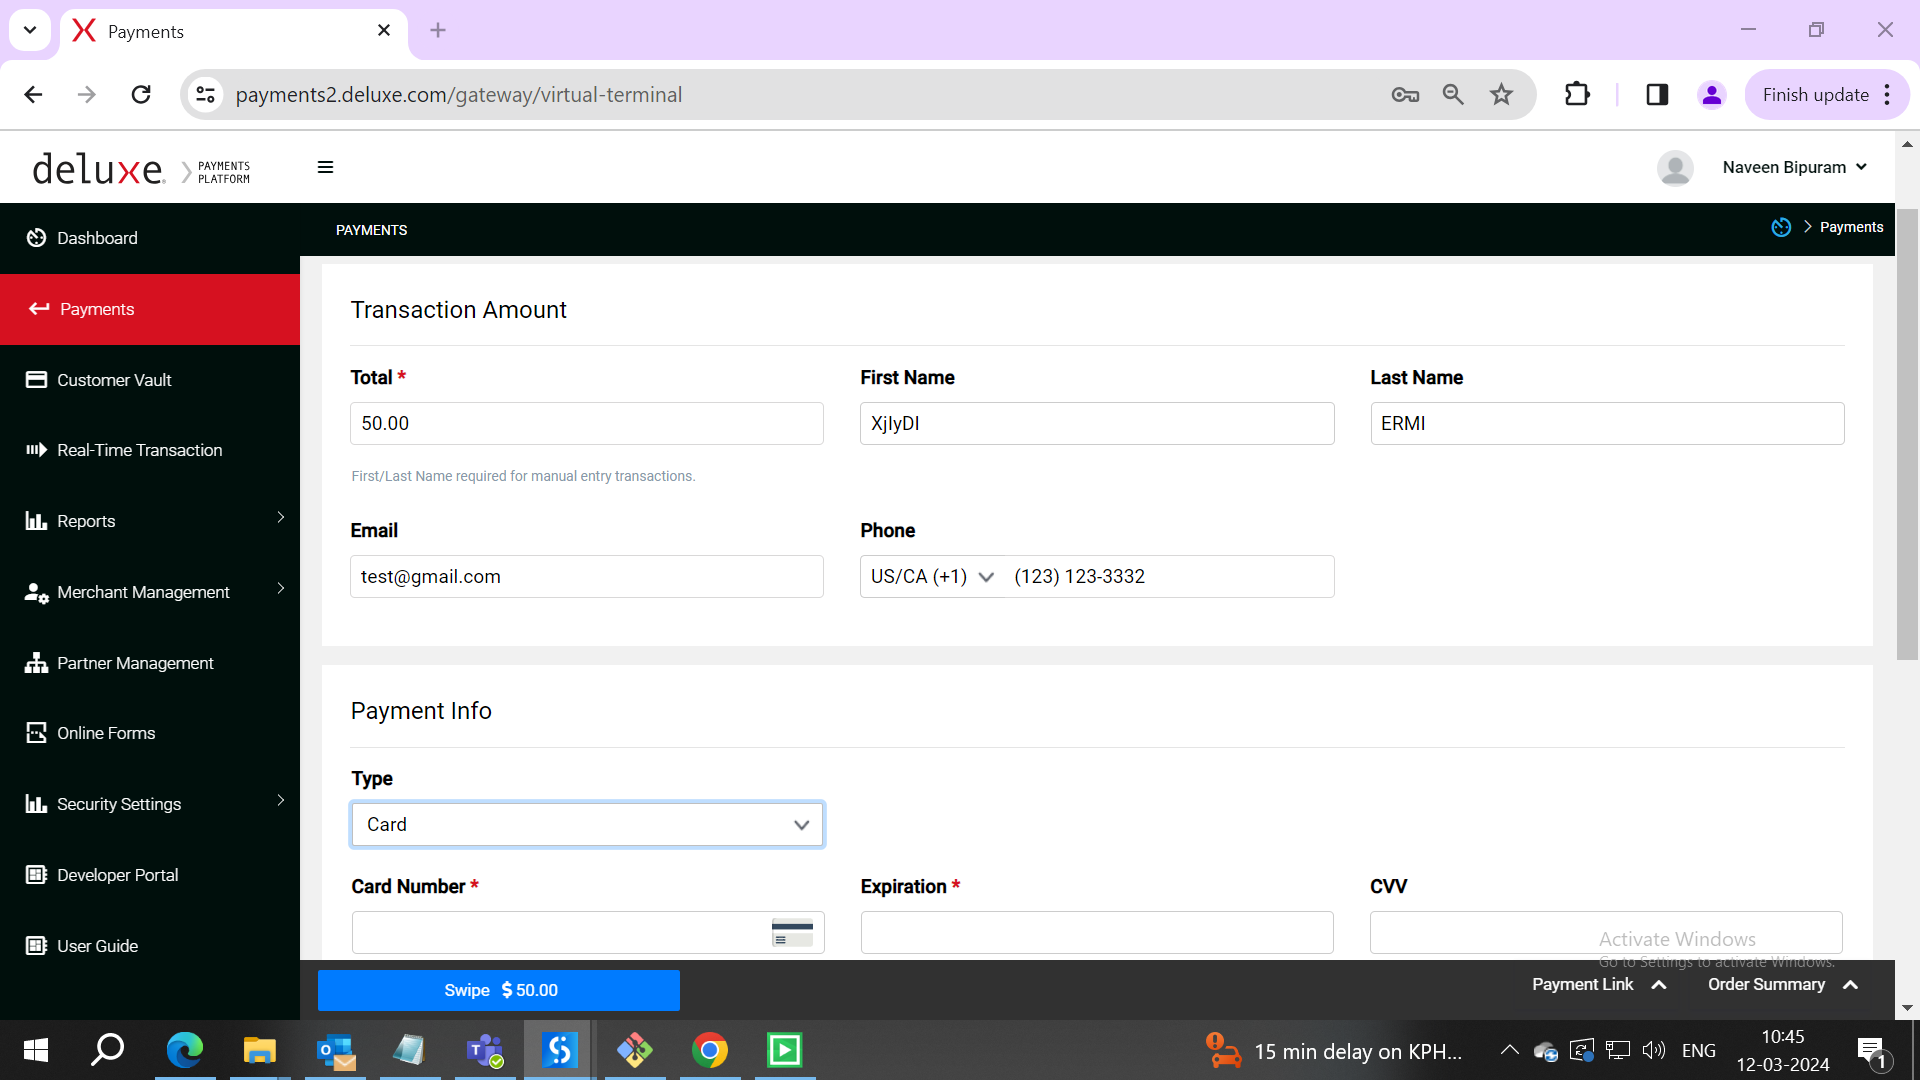 Payments
payments2.deluxe.com/gateway/virtual-terminal
Finish update
deluxe. PAYMENTS PLATFORM
Naveen Bipuram
Dashboard
PAYMENTS
Payments
Payments
Customer Vault
Real-Time Transaction
Reports
Merchant Management
Partner Management
Online Forms
Security Settings
Developer Portal
User Guide
Transaction Amount
Total *
First Name
Last Name
50.00
XjIyDI
ERMI
First/Last Name required for manual entry transactions.
Email
Phone
test@gmail.com
US/CA (+1)
(123) 123-3332
Payment Info
Type
Card
Card Number *
Expiration *
CVV
Activate Windows
Go to Settings to activate Windows.
Swipe $ 50.00
Payment Link
Order Summary
15 min delay on KPH...
ENG
10:45
12-03-2024
1